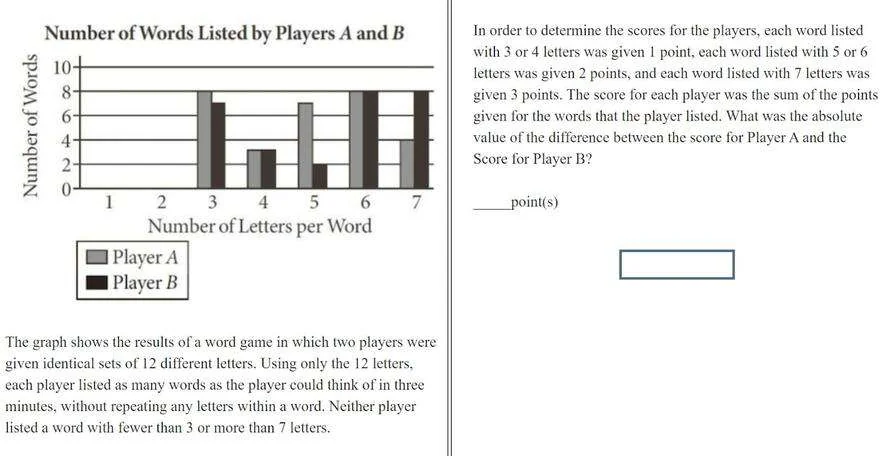 Number of Words Listed by Players A and B
Number of Words
10
8
6
4
2
0
1 2 3 4 5 6 7
Number of Letters per Word
Player A
Player B
The graph shows the results of a word game in which two players were
given identical sets of 12 different letters. Using only the 12 letters,
each player listed as many words as the player could think of in three
minutes, without repeating any letters within a word. Neither player
listed a word with fewer than 3 or more than 7 letters.
In order to determine the scores for the players, each word listed
with 3 or 4 letters was given 1 point, each word listed with 5 or 6
letters was given 2 points, and each word listed with 7 letters was
given 3 points. The score for each player was the sum of the points
given for the words that the player listed. What was the absolute
value of the difference between the score for Player A and the
Score for Player B?
_____point(s)